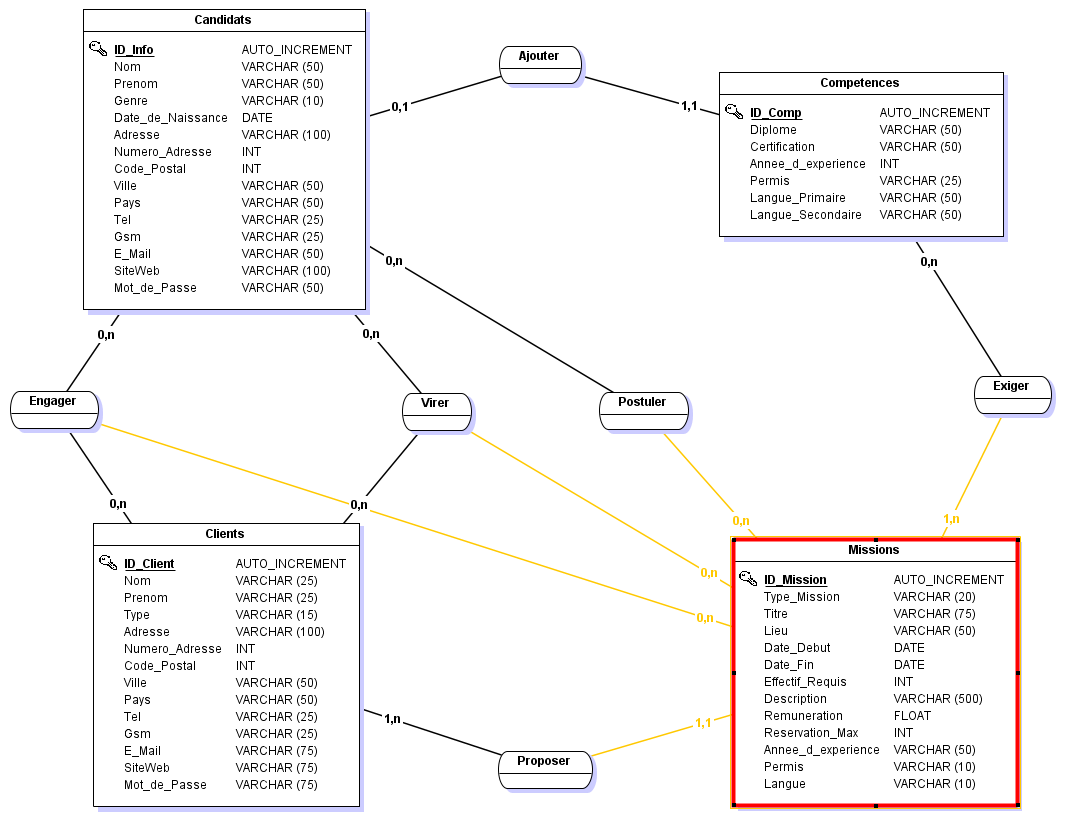 Candidats
ID_Info AUTO_INCREMENT
Nom VARCHAR (50)
Prenom VARCHAR (50)
Genre VARCHAR (10)
Date_de_Naissance DATE
Adresse VARCHAR (100)
Numero_Adresse INT
Code_Postal INT
Ville VARCHAR (50)
Pays VARCHAR (50)
Tel VARCHAR (25)
Gsm VARCHAR (25)
E_Mail VARCHAR (50)
SiteWeb VARCHAR (100)
Mot_de_Passe VARCHAR (50)
Ajouter
0,1
1,1
Competences
ID_Comp AUTO_INCREMENT
Diplome VARCHAR (50)
Certification VARCHAR (50)
Annee_d_experience INT
Permis VARCHAR (25)
Langue_Primaire VARCHAR (50)
Langue_Secondaire VARCHAR (50)
0,n
0,n
0,n
0,n
Engager
Virer
Postuler
Exiger
0,n
0,n
0,n
1,n
0,n
0,n
Clients
ID_Client AUTO_INCREMENT
Nom VARCHAR (25)
Prenom VARCHAR (25)
Type VARCHAR (15)
Adresse VARCHAR (100)
Numero_Adresse INT
Code_Postal INT
Ville VARCHAR (50)
Pays VARCHAR (50)
Tel VARCHAR (25)
Gsm VARCHAR (25)
E_Mail VARCHAR (75)
SiteWeb VARCHAR (75)
Mot_de_Passe VARCHAR (75)
1,n
Proposer
1,1
Missions
ID_Mission AUTO_INCREMENT
Type_Mission VARCHAR (20)
Titre VARCHAR (75)
Lieu VARCHAR (50)
Date_Debut DATE
Date_Fin DATE
Effectif_Requis INT
Description VARCHAR (500)
Remuneration FLOAT
Reservation_Max INT
Annee_d_experience VARCHAR (50)
Permis VARCHAR (10)
Langue VARCHAR (10)